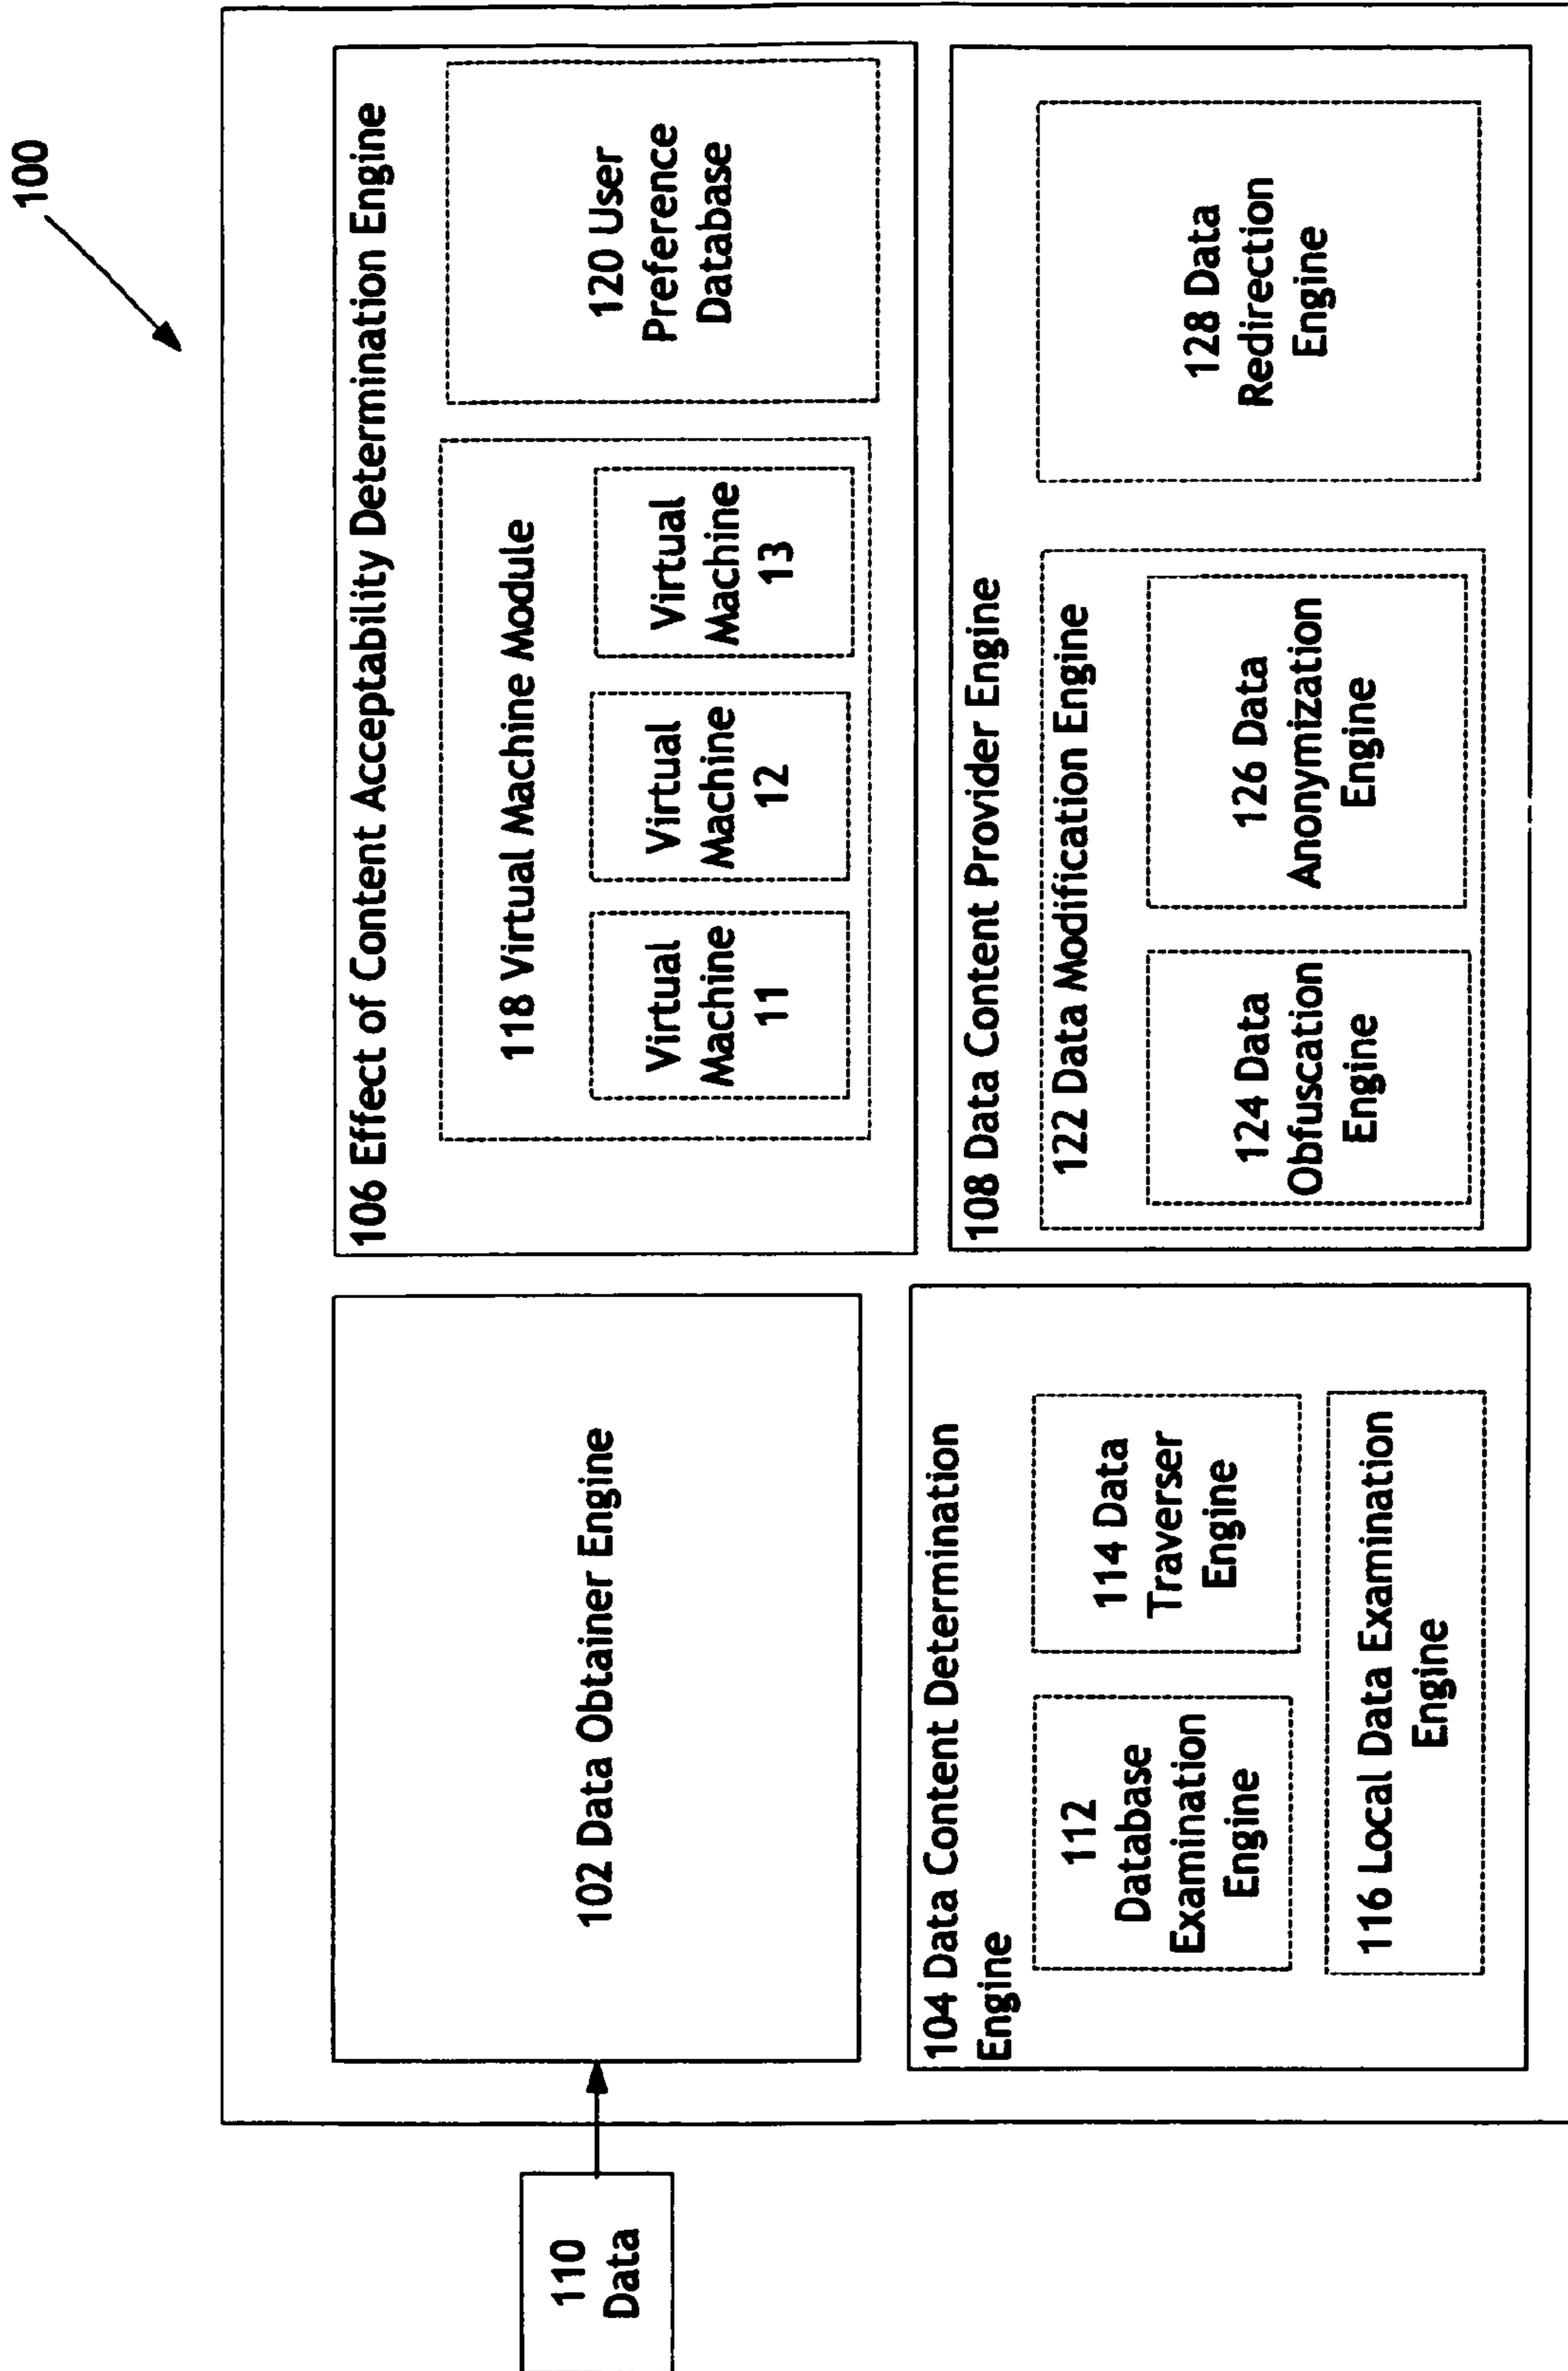 100
110
Data
102 Data Obtainer Engine
106 Effect of Content Acceptability Determination Engine
118 Virtual Machine Module
Virtual
Machine
11
Virtual
Machine
12
Virtual
Machine
13
120 User
Preference
Database
104 Data Content Determination
Engine
112
Database
Examination
Engine
114 Data
Traverser
Engine
116 Local Data Examination
Engine
108 Data Content Provider Engine
122 Data Modification Engine
124 Data
Obfuscation
Engine
126 Data
Anonymization
Engine
128 Data
Redirection
Engine